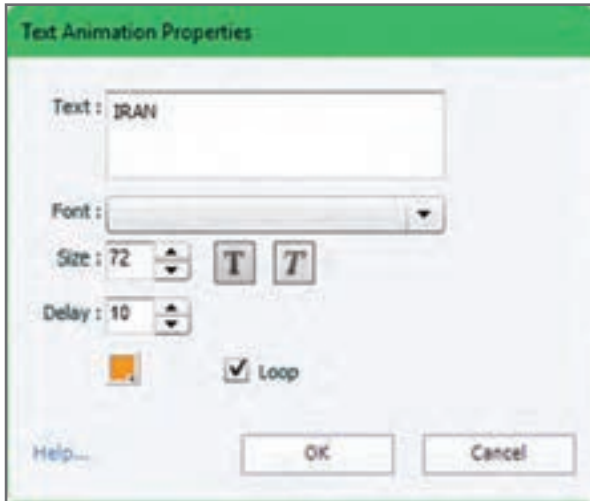 Text Animation Properties
Text : IRAN
Font :
Size : 72 T T
Delay : 10
Loop
Help... OK Cancel